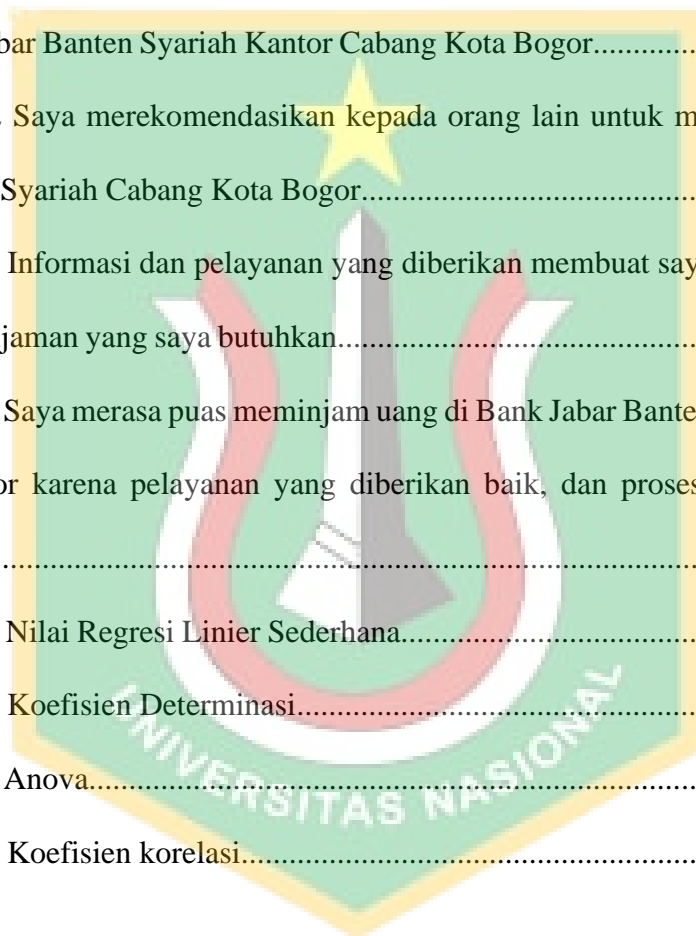 bar Banten Syariah Kantor Cabang Kota Bogor..............
Saya merekomendasikan kepada orang lain untuk m
Syariah Cabang Kota Bogor..........................................
Informasi dan pelayanan yang diberikan membuat say
jaman yang saya butuhkan............................................
Saya merasa puas meminjam uang di Bank Jabar Bante
or karena pelayanan yang diberikan baik, dan proses
.......................................................................................
Nilai Regresi Linier Sederhana.....................................
Koefisien Determinasi..................................................
Anova...........................................................................
Koefisien korelasi.........................................................
UNIVERSITAS NASIONAL